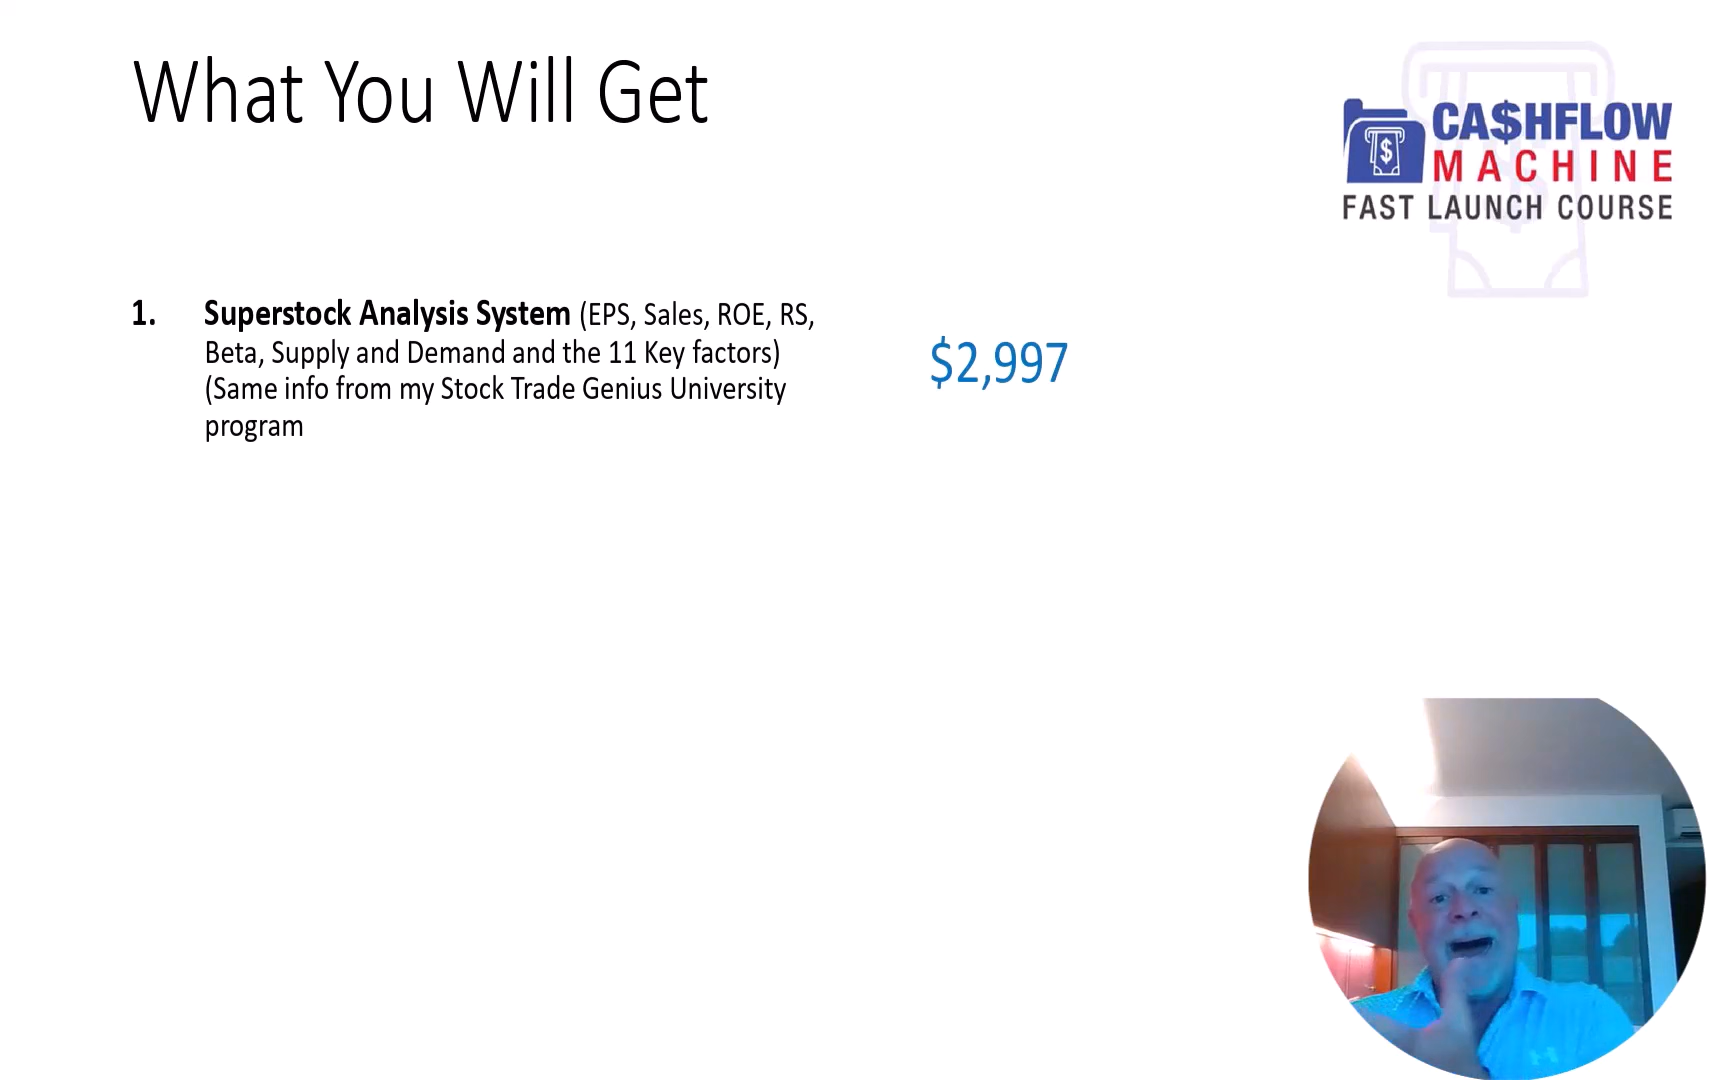 What You Will Get
CA$HFLOW
MACHINE
FAST LAUNCH COURSE
1. Superstock Analysis System (EPS, Sales, ROE, RS,
Beta, Supply and Demand and the 11 Key factors)
(Same info from my Stock Trade Genius University
program
$2,997